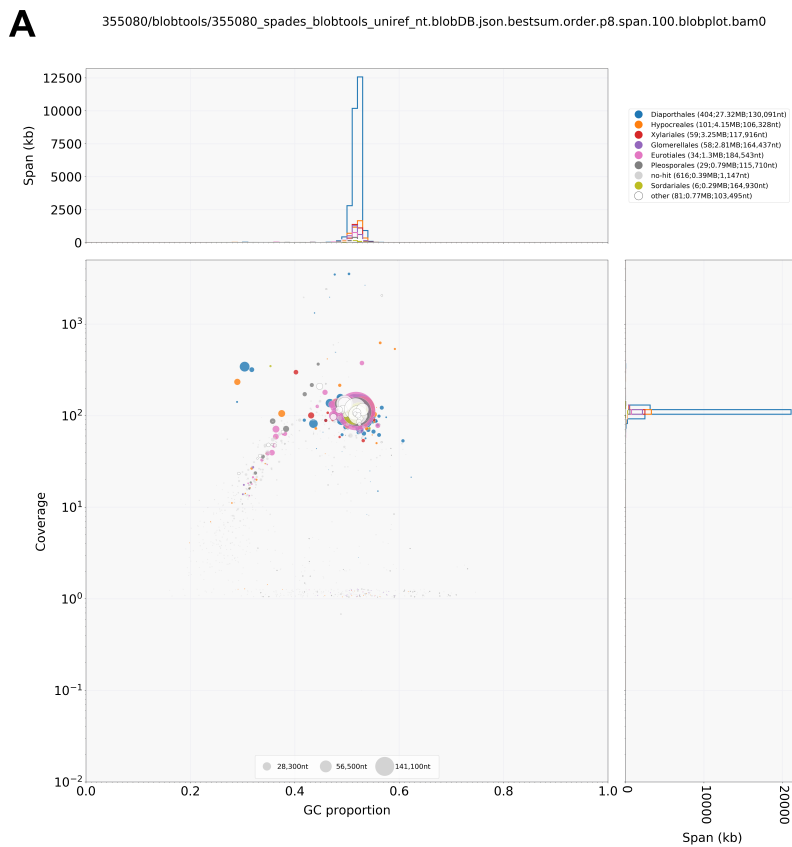 A
355080/blobtools/355080_spades_blobtools_uniref_nt.blobDB.json.bestsum.order.p8.span.100.blobplot.bam0
12500
10000
7500
5000
2500
0
Span (kb)
Diaporthales (404;27.32MB;130,091nt)
Hypocreales (101;4.15MB;106,328nt)
Xylariales (59;3.25MB;117,916nt)
Glomerellales (58;2.81MB;164,437nt)
Eurotiales (34;1.3MB;184,543nt)
Pleosporales (29;0.79MB;115,710nt)
no-hit (616;0.39MB;1,147nt)
Sordariales (6;0.29MB;164,930nt)
other (81;0.77MB;103,495nt)
10³
10²
10¹
10⁰
10⁻¹
10⁻²
Coverage
28,300nt 56,500nt 141,100nt
0.0 0.2 0.4 0.6 0.8 1.0
GC proportion
0 10000 20000
Span (kb)